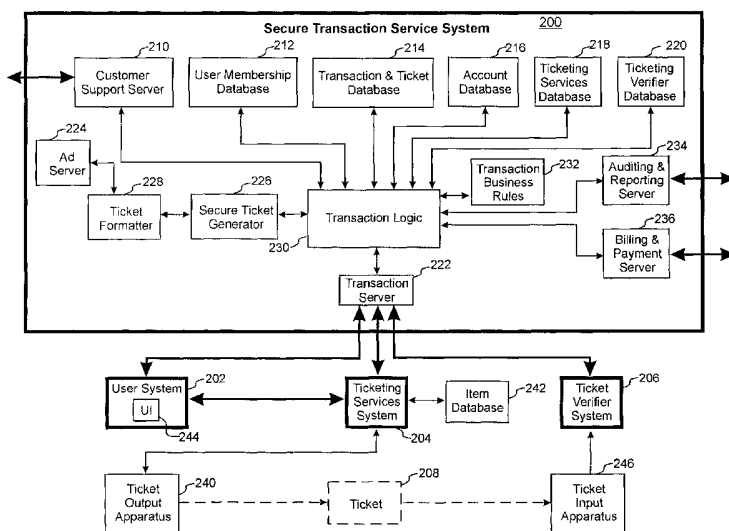 Secure Transaction Service System
200
210
212
214
216
218
220
Customer
Support Server
User Membership
Database
Transaction & Ticket
Database
Account
Database
Ticketing
Services
Database
Ticketing
Verifier
Database
224
Ad
Server
228
Ticket
Formatter
226
Secure Ticket
Generator
230
Transaction Logic
232
Transaction
Business
Rules
234
Auditing &
Reporting
Server
236
Billing &
Payment
Server
222
Transaction
Server
202
User System
UI
244
Ticketing
Services
System
204
242
Item
Database
206
Ticket
Verifier
System
240
Ticket
Output
Apparatus
208
Ticket
246
Ticket
Input
Apparatus